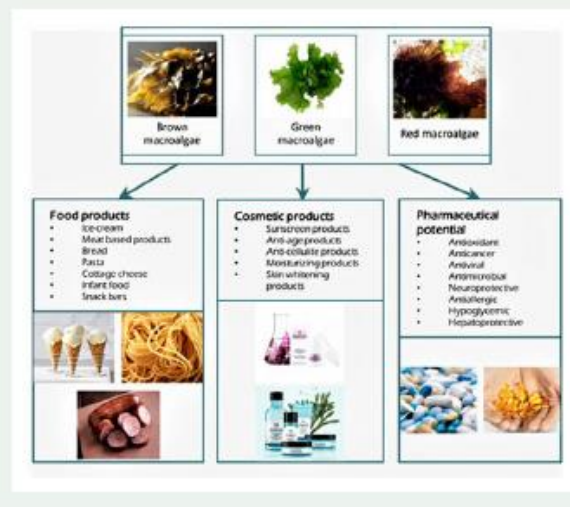 Brown
macroalgae
Green
macroalgae
Red macroalgae
Food products
• Ice-cream
• Meat based products
• Bread
• Pasta
• Cottage cheese
• Infant food
• Snack bars
Cosmetic products
• Sunscreen products
• Anti-age products
• Anti-cellulite products
• Moisturizing products
• Skin whitening
products
Pharmaceutical
potential
• Antioxidant
• Anticancer
• Antiviral
• Antimicrobial
• Neuroprotective
• Antiallergic
• Hypoglycemic
• Hepatoprotective